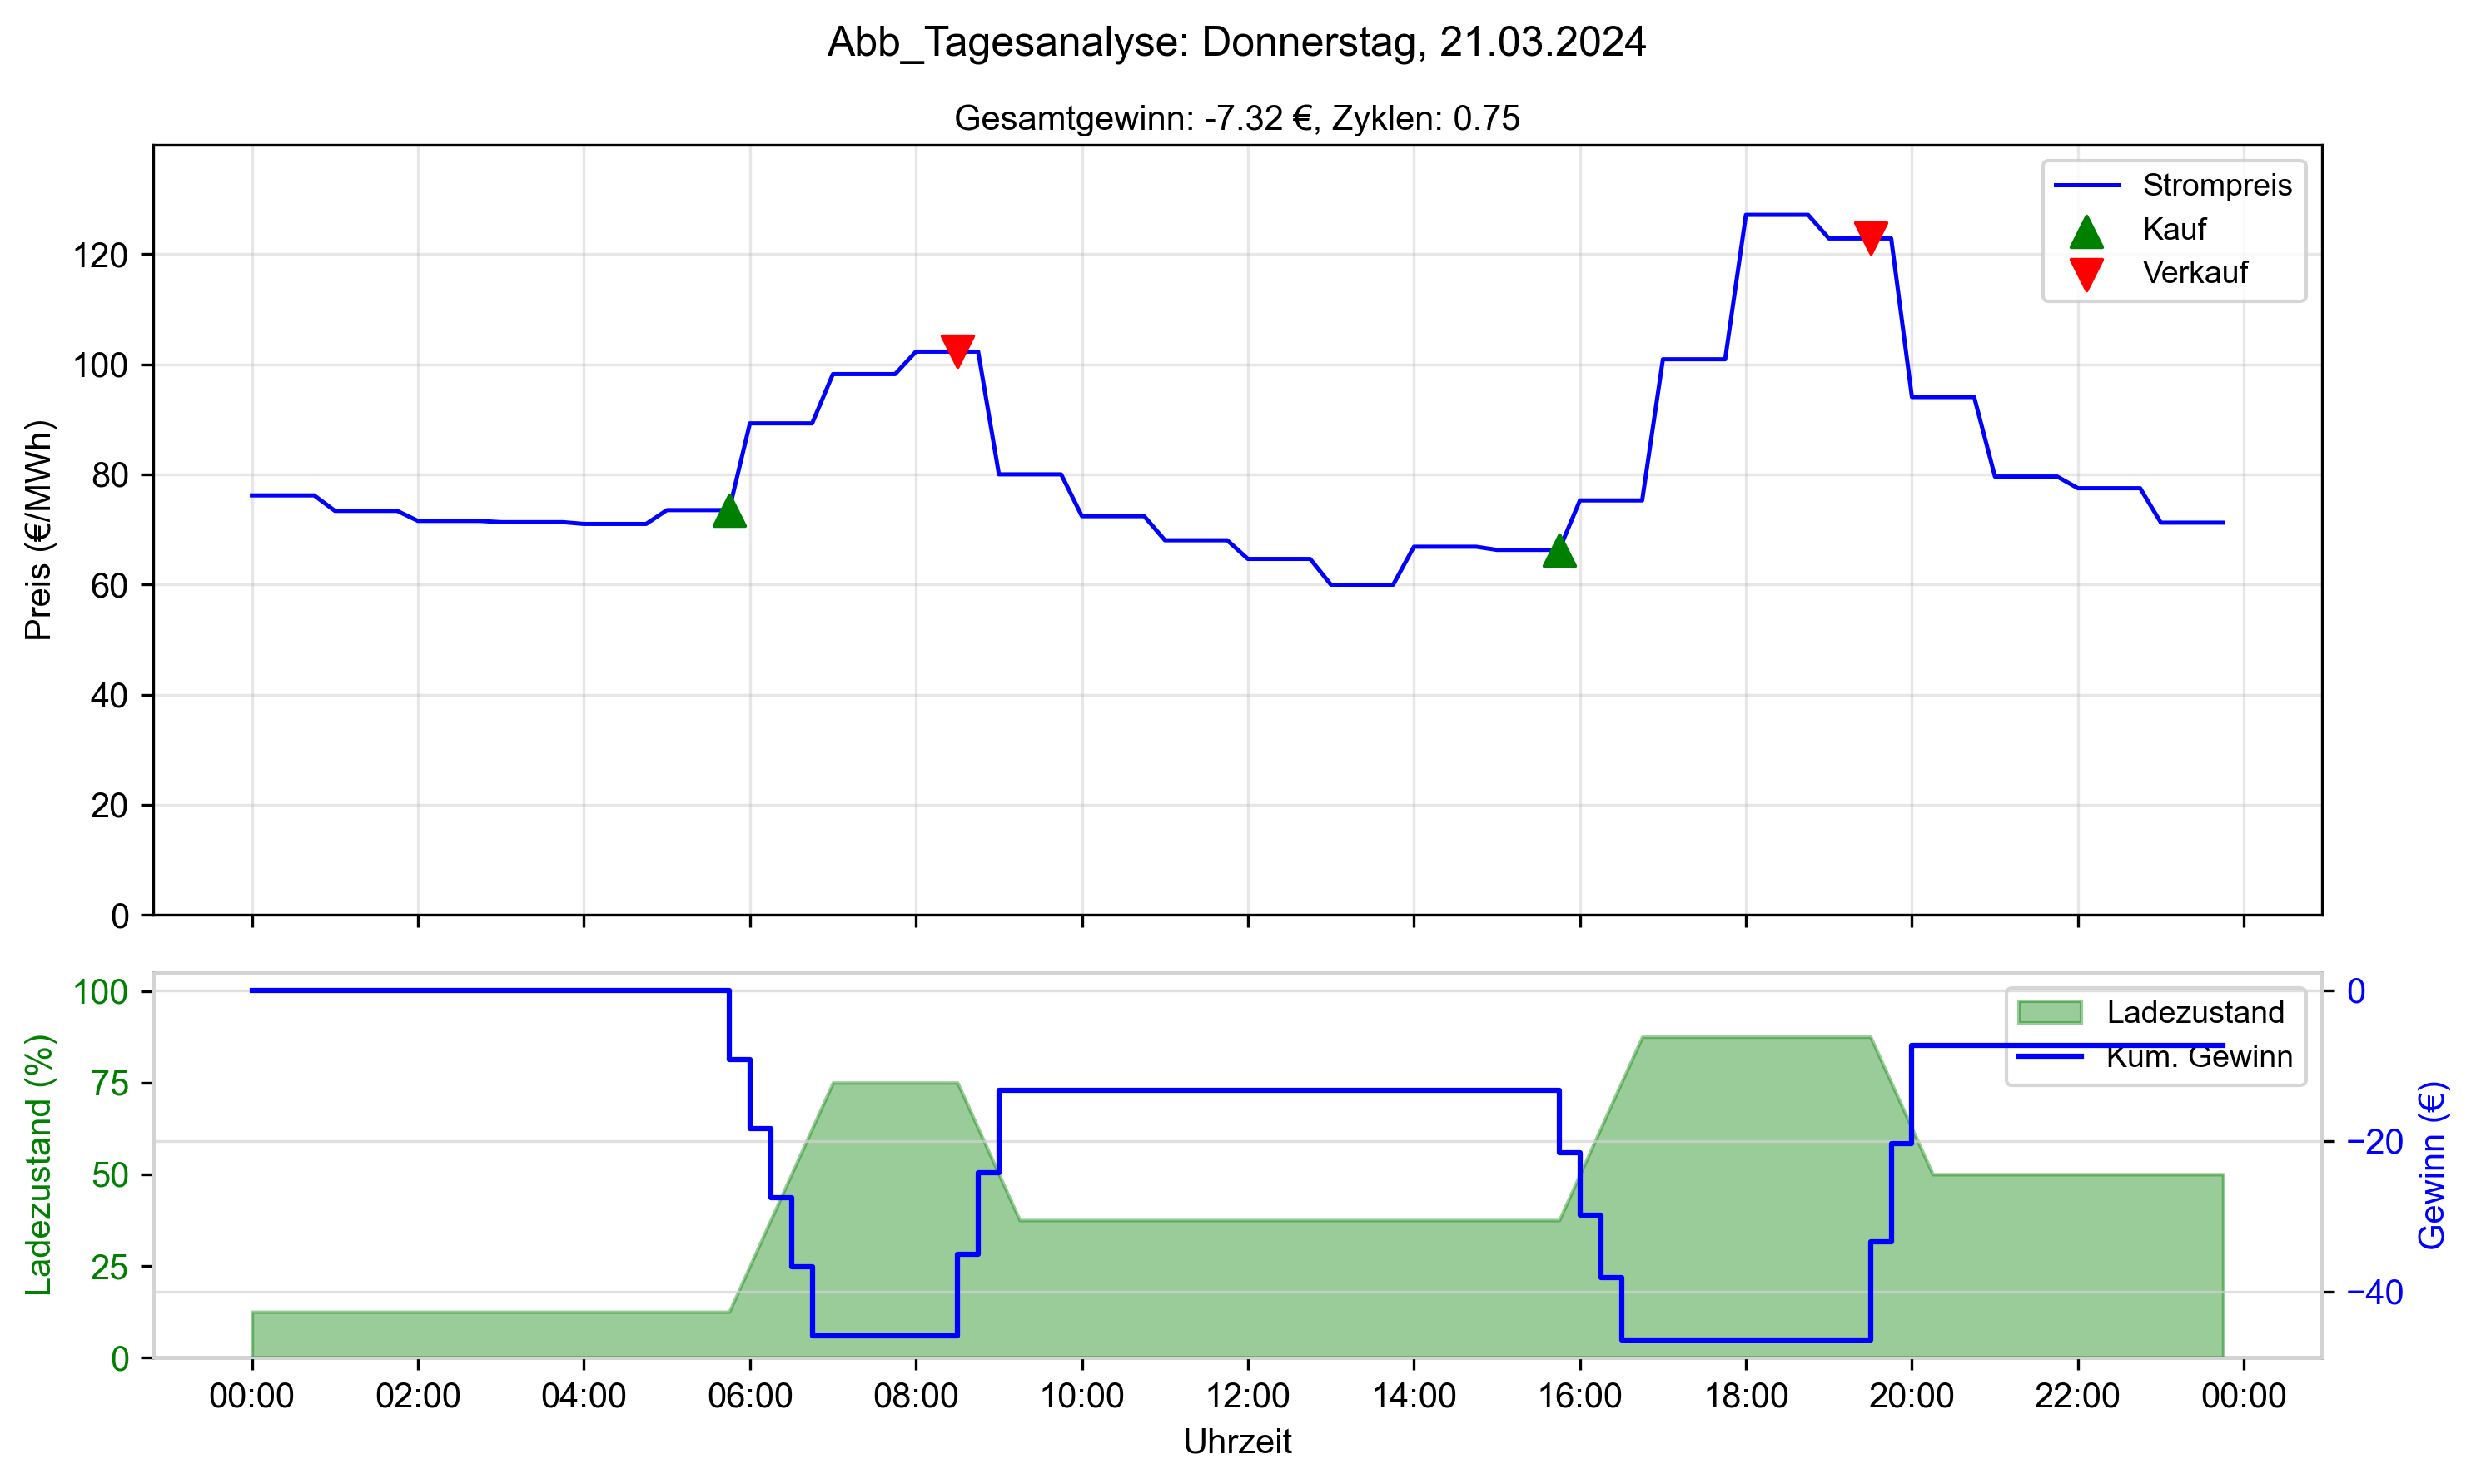 Abb_Tagesanalyse: Donnerstag, 21.03.2024
Gesamtgewinn: -7.32 €, Zyklen: 0.75
Strompreis
Kauf
Verkauf
Preis (€/MWh)
120
100
80
60
40
20
0
Ladezustand
Kum. Gewinn
Ladezustand (%)
100
75
50
25
0
Gewinn (€)
0
−20
−40
00:00 02:00 04:00 06:00 08:00 10:00 12:00 14:00 16:00 18:00 20:00 22:00 00:00
Uhrzeit